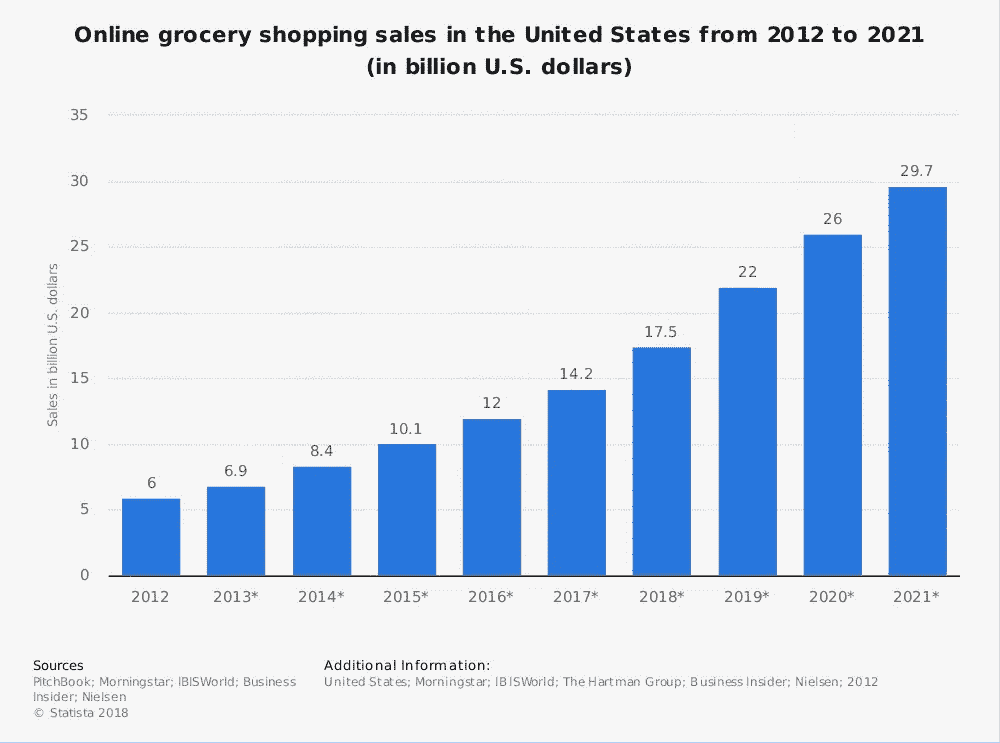 Online grocery shopping sales in the United States from 2012 to 2021
(in billion U.S. dollars)
Sales in billion U.S. dollars
35
30
25
20
15
10
5
0
6
6.9
8.4
10.1
12
14.2
17.5
22
26
29.7
2012 2013* 2014* 2015* 2016* 2017* 2018* 2019* 2020* 2021*
Sources
PitchBook; Morningstar; IBISWorld; Business
Insider; Nielsen
© Statista 2018
Additional Information:
United States; Morningstar; IBISWorld; The Hartman Group; Business Insider; Nielsen; 2012